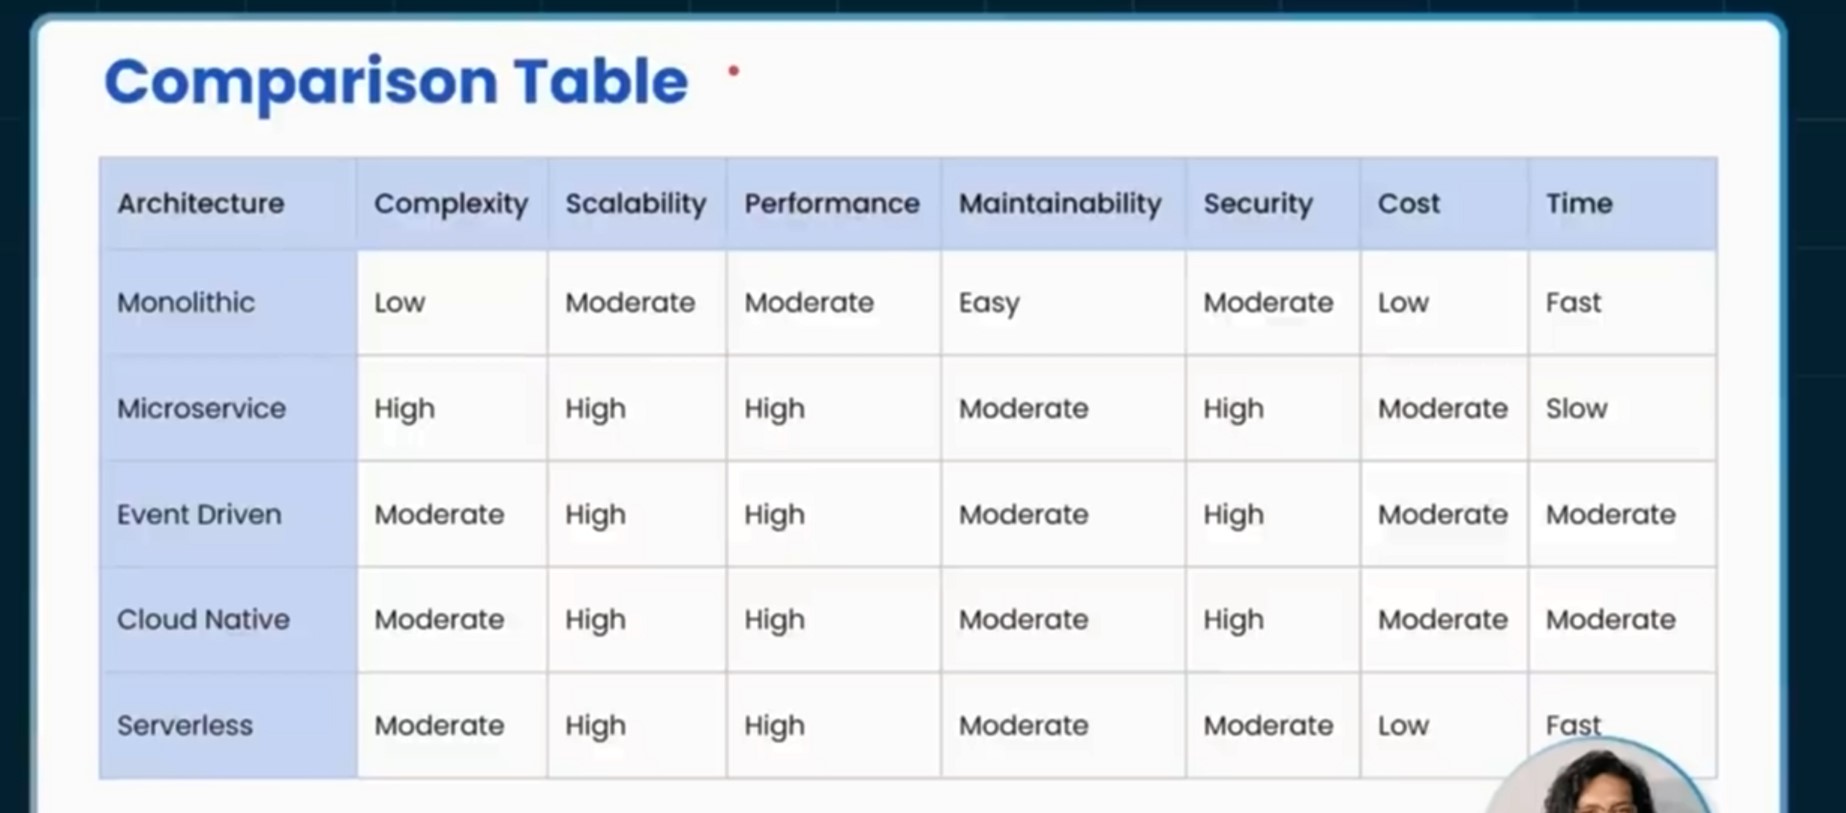 Comparison Table
Architecture Complexity Scalability Performance Maintainability Security Cost Time
Monolithic Low Moderate Moderate Easy Moderate Low Fast
Microservice High High High Moderate High Moderate Slow
Event Driven Moderate High High Moderate High Moderate Moderate
Cloud Native Moderate High High Moderate High Moderate Moderate
Serverless Moderate High High Moderate Moderate Low Fast